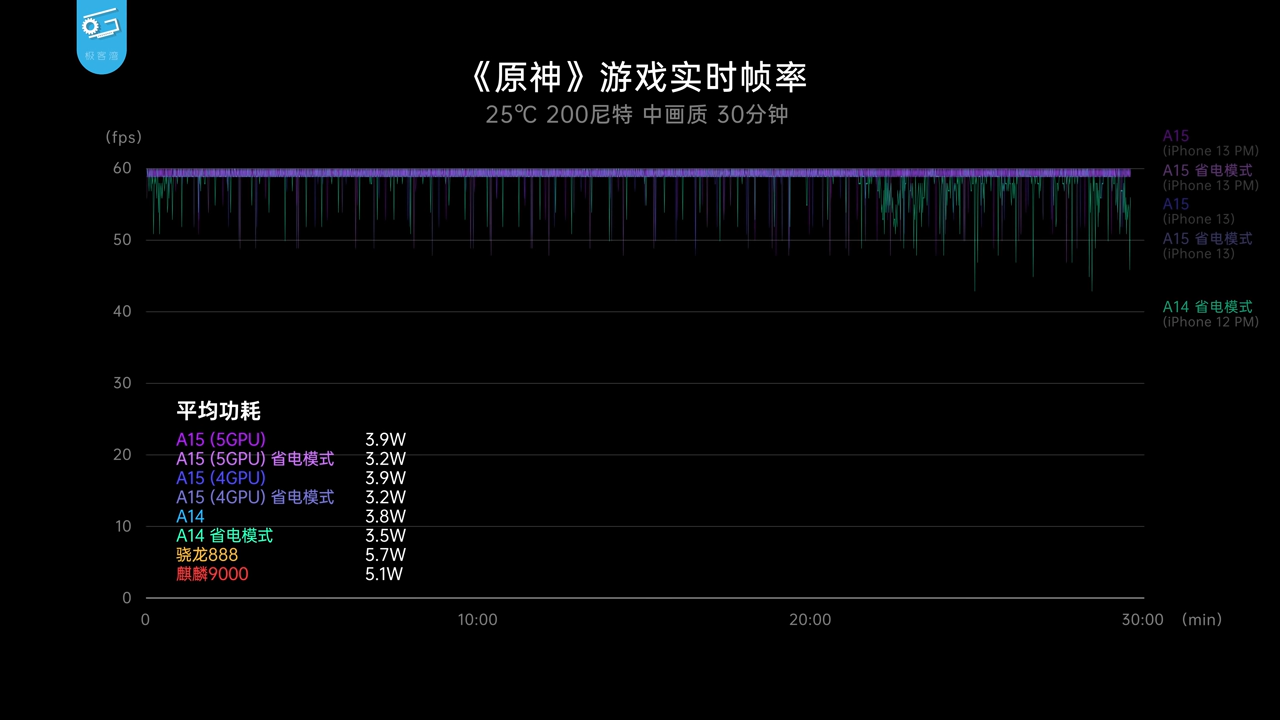 极客湾
《原神》游戏实时帧率
25℃ 200尼特 中画质 30分钟
(fps)
60
50
40
30
20
10
0
A15
(iPhone 13 PM)
A15 省电模式
(iPhone 13 PM)
A15
(iPhone 13)
A15 省电模式
(iPhone 13)
A14 省电模式
(iPhone 12 PM)
平均功耗
A15 (5GPU) 3.9W
A15 (5GPU) 省电模式 3.2W
A15 (4GPU) 3.9W
A15 (4GPU) 省电模式 3.2W
A14 3.8W
A14 省电模式 3.5W
骁龙888 5.7W
麒麟9000 5.1W
0 10:00 20:00 30:00 (min)